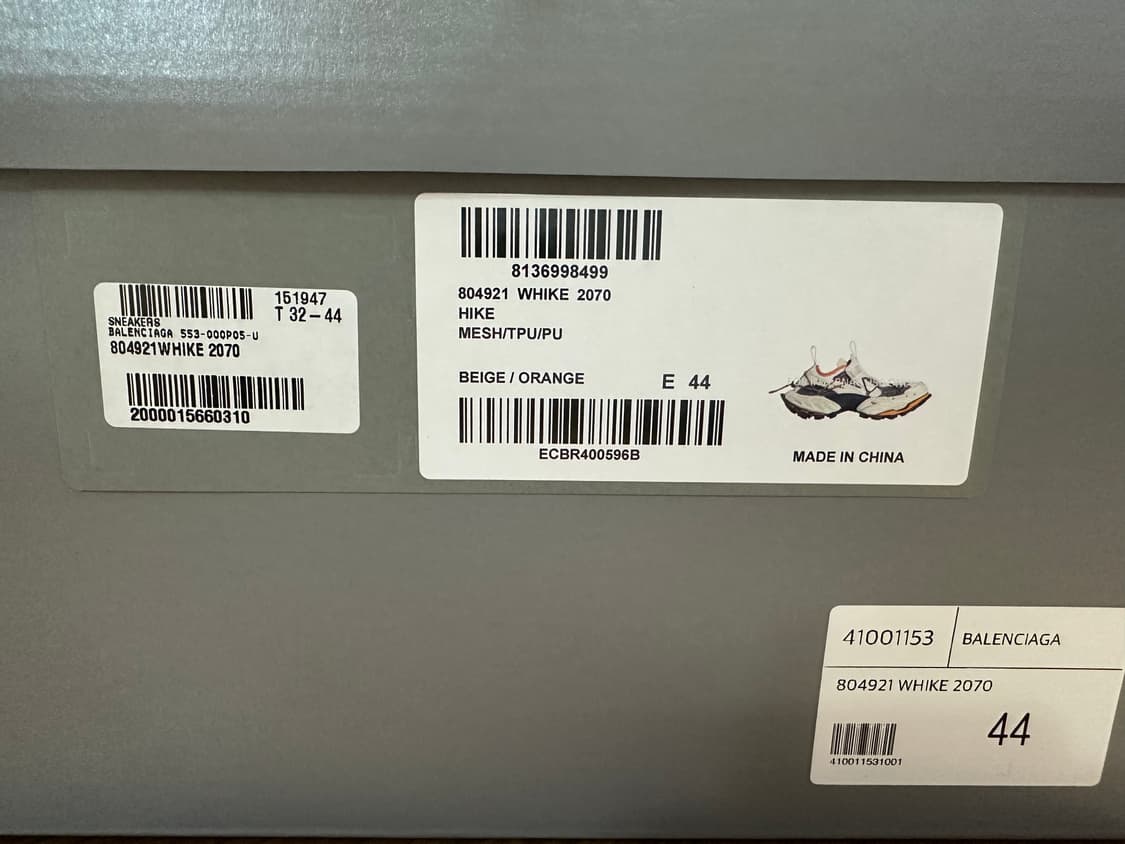 151947
T 32-44
SNEAKERS
BALENCIAGA 553-000P05-U
804921WHIKE 2070
2000015660310
8136998499
804921 WHIKE 2070
HIKE
MESH/TPU/PU
BEIGE / ORANGE
E 44
ECBR400596B
MADE IN CHINA
41001153
BALENCIAGA
804921 WHIKE 2070
44
410011531001